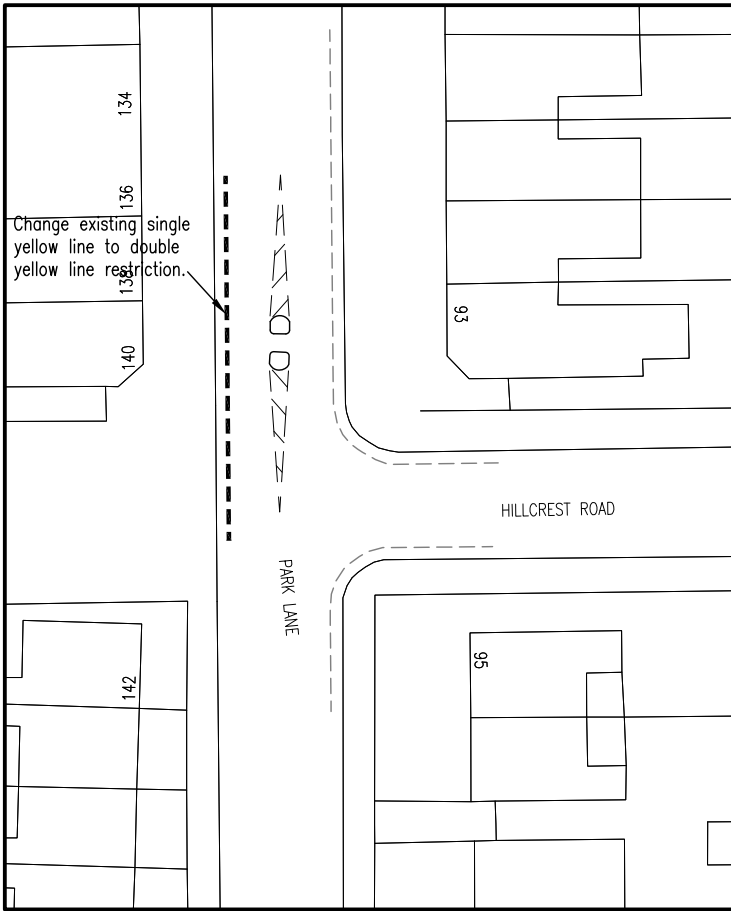 134
136
Change existing single
yellow line to double
yellow line restriction.
138
140
93
HILLCREST ROAD
PARK LANE
142
95